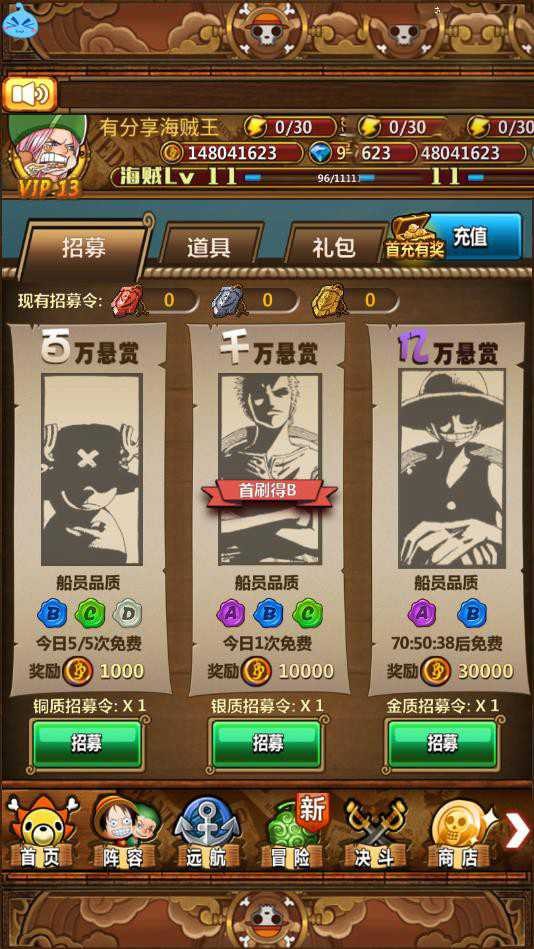 有分享海贼王 0/30 0/30 0/30
148041623 623 48041623
VIP-13 海贼Lv 11 96/1111 11
招募 道具 礼包 首充有奖 充值
现有招募令: 0 0 0
百万悬赏 千万悬赏 亿万悬赏
首刷得B
船员品质 船员品质 船员品质
B C D A B C A B
今日5/5次免费 今日1次免费 70:50:38后免费
奖励 1000 奖励 10000 奖励 30000
铜质招募令: X 1 银质招募令: X 1 金质招募令: X 1
招募 招募 招募
新
首页 阵容 远航 冒险 决斗 商店